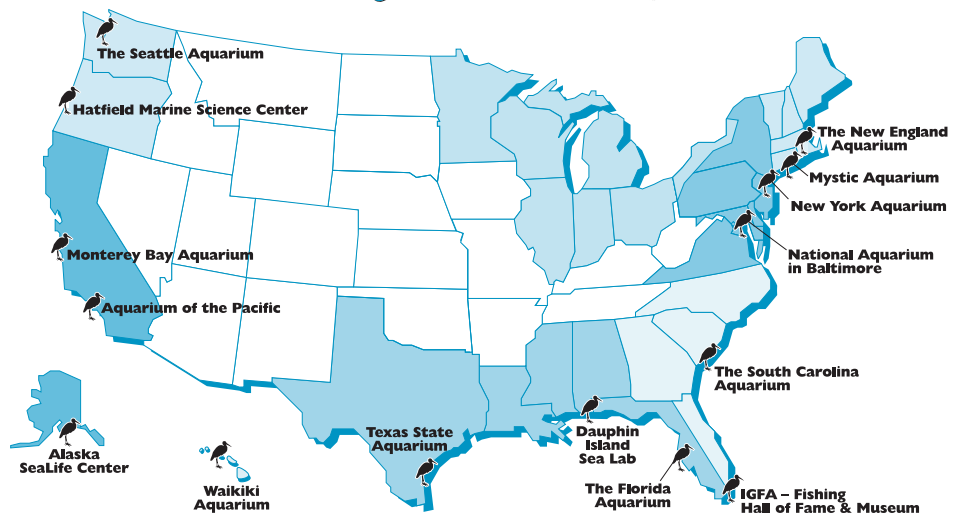 The Seattle Aquarium
Hatfield Marine Science Center
The New England
Aquarium
Mystic Aquarium
New York Aquarium
Monterey Bay Aquarium
National Aquarium
in Baltimore
Aquarium of the Pacific
The South Carolina
Aquarium
Alaska
SeaLife Center
Texas State
Aquarium
Dauphin
Island
Sea Lab
Waikiki
Aquarium
The Florida
Aquarium
IGFA – Fishing
Hall of Fame & Museum